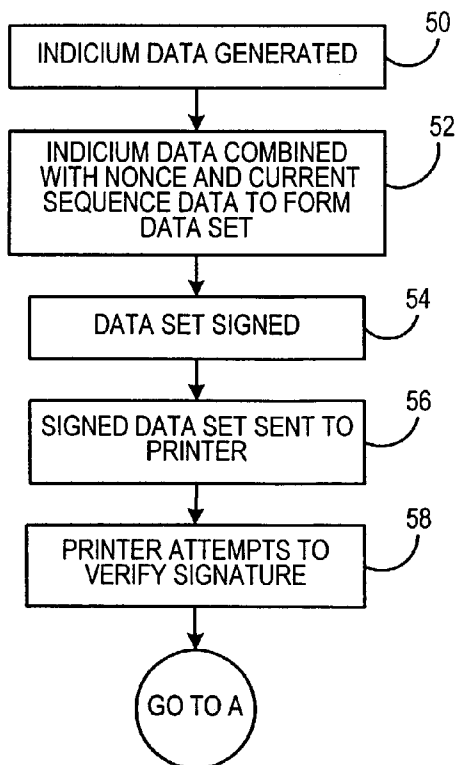 50
INDICIUM DATA GENERATED
52
INDICIUM DATA COMBINED
WITH NONCE AND CURRENT
SEQUENCE DATA TO FORM
DATA SET
54
DATA SET SIGNED
56
SIGNED DATA SET SENT TO
PRINTER
58
PRINTER ATTEMPTS TO
VERIFY SIGNATURE
GO TO A